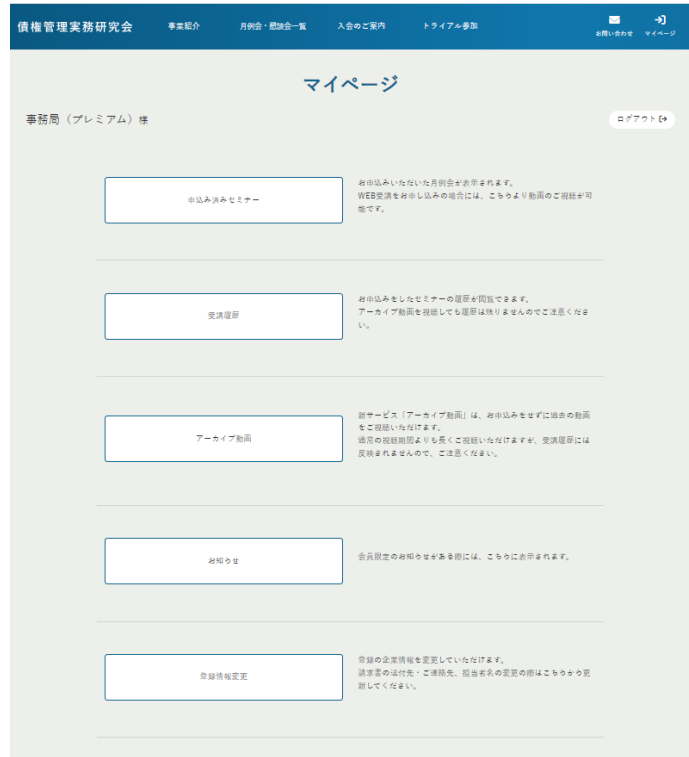 債権管理実務研究会
事業紹介
月例会・懇談会一覧
入会のご案内
トライアル参加
お問い合わせ
マイページ
マイページ
事務局（プレミアム）様
ログアウト
申込み済みセミナー
お申込みいただいた月例会が表示されます。
WEB受講をお申し込みの場合には、こちらより動画のご視聴が可
能です。
受講履歴
お申込みをしたセミナーの履歴が閲覧できます。
アーカイブ動画を視聴しても履歴は残りませんのでご注意くださ
い。
アーカイブ動画
新サービス「アーカイブ動画」は、お申込みをせずに過去の動画
をご視聴いただけます。
通常の視聴期間よりも長くご視聴いただけますが、受講履歴には
反映されませんので、ご注意ください。
お知らせ
会員限定のお知らせがある際には、こちらに表示されます。
登録情報変更
登録の企業情報を変更していただけます。
請求書の送付先・ご連絡先、担当者名の変更の際はこちらから更
新してください。